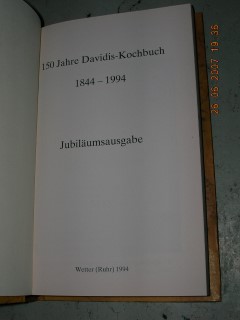 150 Jahre Davidis-Kochbuch
1844 – 1994
Jubiläumsausgabe
Wetter (Ruhr) 1994
26 06 2007 19 36